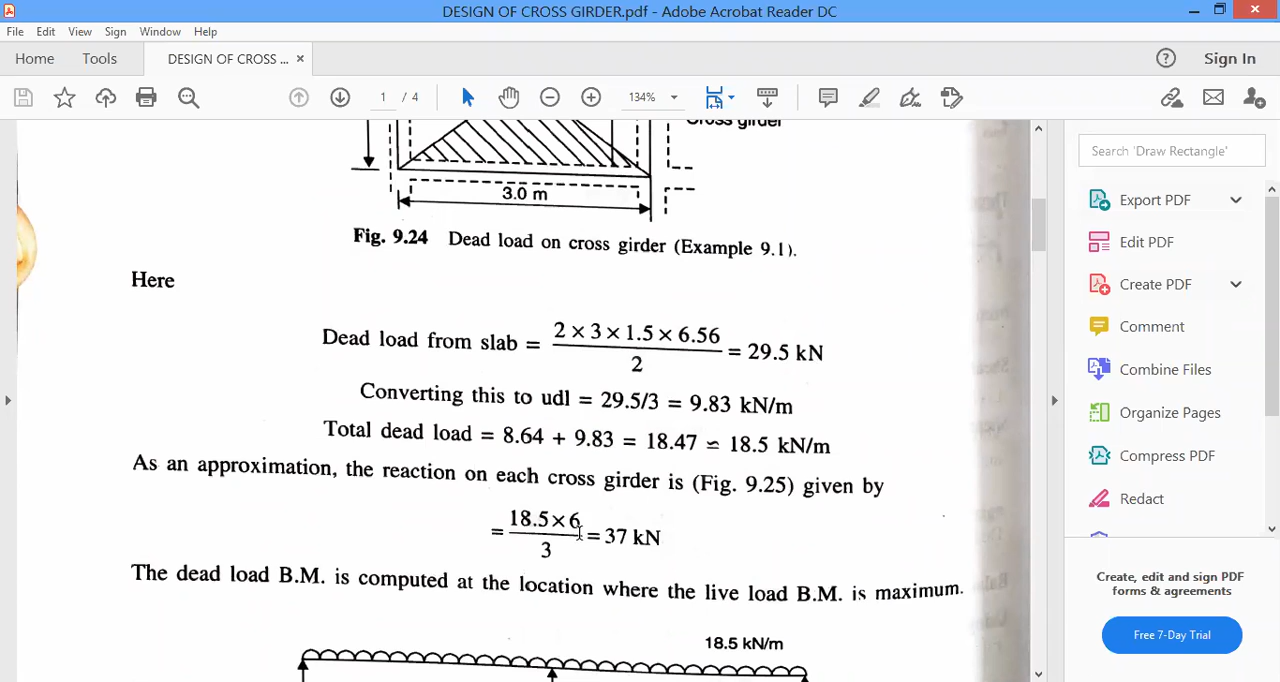 DESIGN OF CROSS GIRDER.pdf - Adobe Acrobat Reader DC
File Edit View Sign Window Help
Home Tools DESIGN OF CROSS ... × Sign In
1 / 4 134%
Cross girder
3.0 m
Fig. 9.24 Dead load on cross girder (Example 9.1).
Here
Dead load from slab = 2 × 3 × 1.5 × 6.56 / 2 = 29.5 kN
Converting this to udl = 29.5/3 = 9.83 kN/m
Total dead load = 8.64 + 9.83 = 18.47 ≃ 18.5 kN/m
As an approximation, the reaction on each cross girder is (Fig. 9.25) given by
= 18.5 × 6 / 3 = 37 kN
The dead load B.M. is computed at the location where the live load B.M. is maximum.
18.5 kN/m
Search 'Draw Rectangle'
Export PDF
Edit PDF
Create PDF
Comment
Combine Files
Organize Pages
Compress PDF
Redact
Create, edit and sign PDF
forms & agreements
Free 7-Day Trial